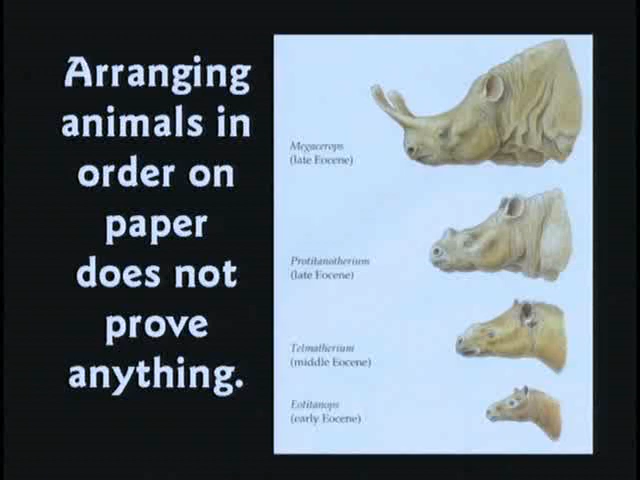 Arranging
animals in
order on
paper
does not
prove
anything.
Megacerops
(late Eocene)
Protitanotherium
(late Eocene)
Telmatherium
(middle Eocene)
Eotitanops
(early Eocene)